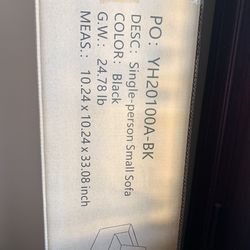 PO: YH20100A-BK
DESC: Single-person Small Sofa
COLOR: Black
G.W.: 24.78 lb
MEAS.: 10.24 x 10.24 x 33.08 inch